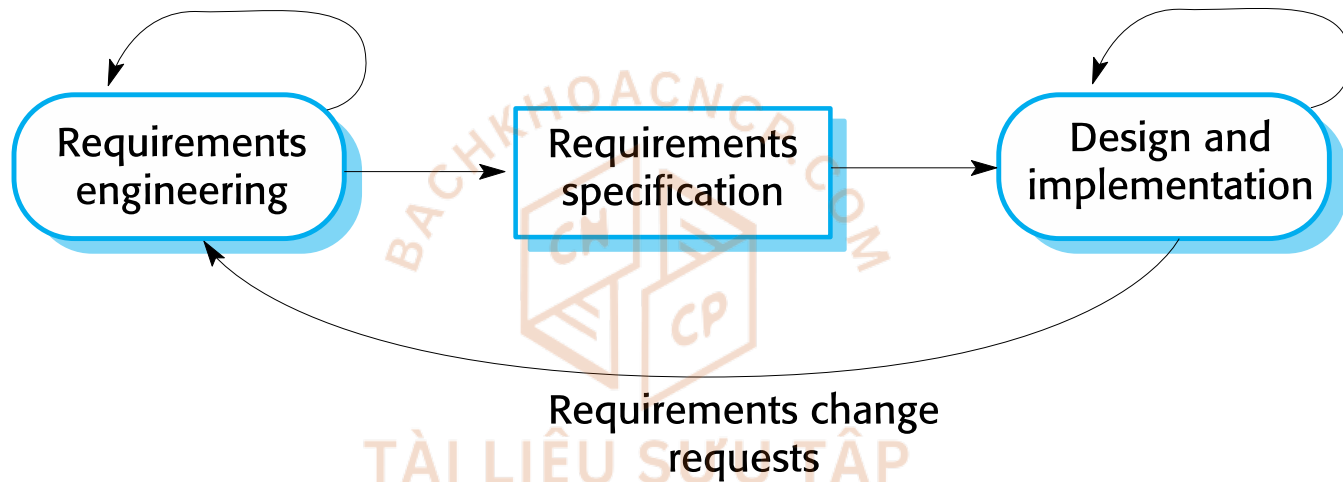 Requirements
engineering
Requirements
specification
Design and
implementation
Requirements change
requests
BACHKHOACNCP.COM
CN
CP
TÀI LIỆU SƯU TẬP